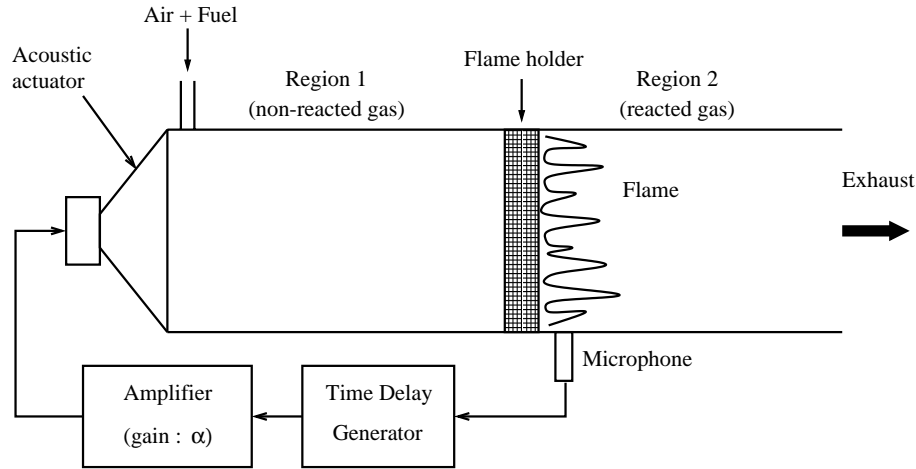 Air + Fuel
Acoustic
actuator
Region 1
(non-reacted gas)
Flame holder
Region 2
(reacted gas)
Flame
Exhaust
Microphone
Amplifier
(gain : α)
Time Delay
Generator